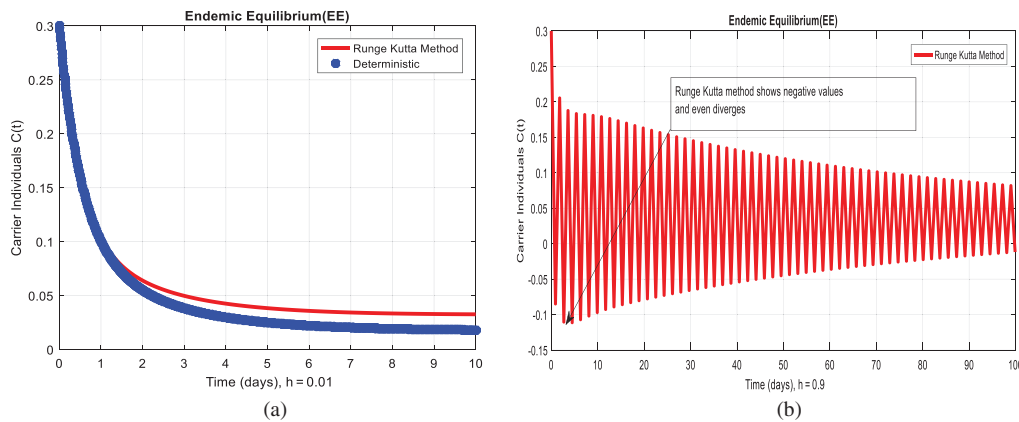 Endemic Equilibrium(EE)
0.3
0.25
0.2
0.15
0.1
0.05
0
Carrier Individuals C(t)
Runge Kutta Method
Deterministic
0 1 2 3 4 5 6 7 8 9 10
Time (days), h = 0.01
(a)
Endemic Equilibrium(EE)
0.3
0.25
0.2
0.15
0.1
0.05
0
-0.05
-0.1
-0.15
Carrier Individuals C(t)
Runge Kutta Method
Runge Kutta method shows negative values
and even diverges
0 10 20 30 40 50 60 70 80 90 100
Time (days), h = 0.9
(b)